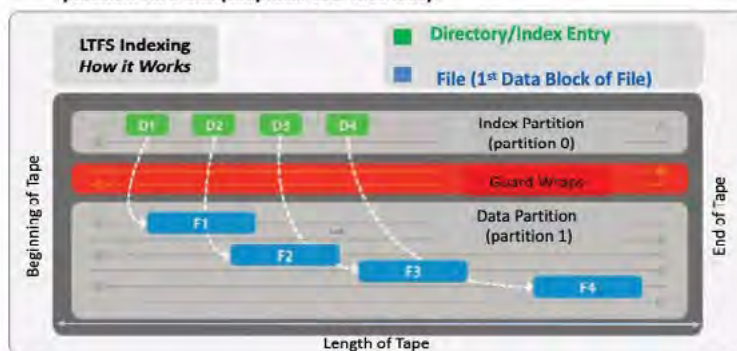 LTFS Indexing
How it Works
Directory/Index Entry
File (1st Data Block of File)
D1 D2 D3 D4
Index Partition
(partition 0)
Guard Wraps
Data Partition
(partition 1)
F1
F2
F3
F4
Beginning of Tape
End of Tape
Length of Tape